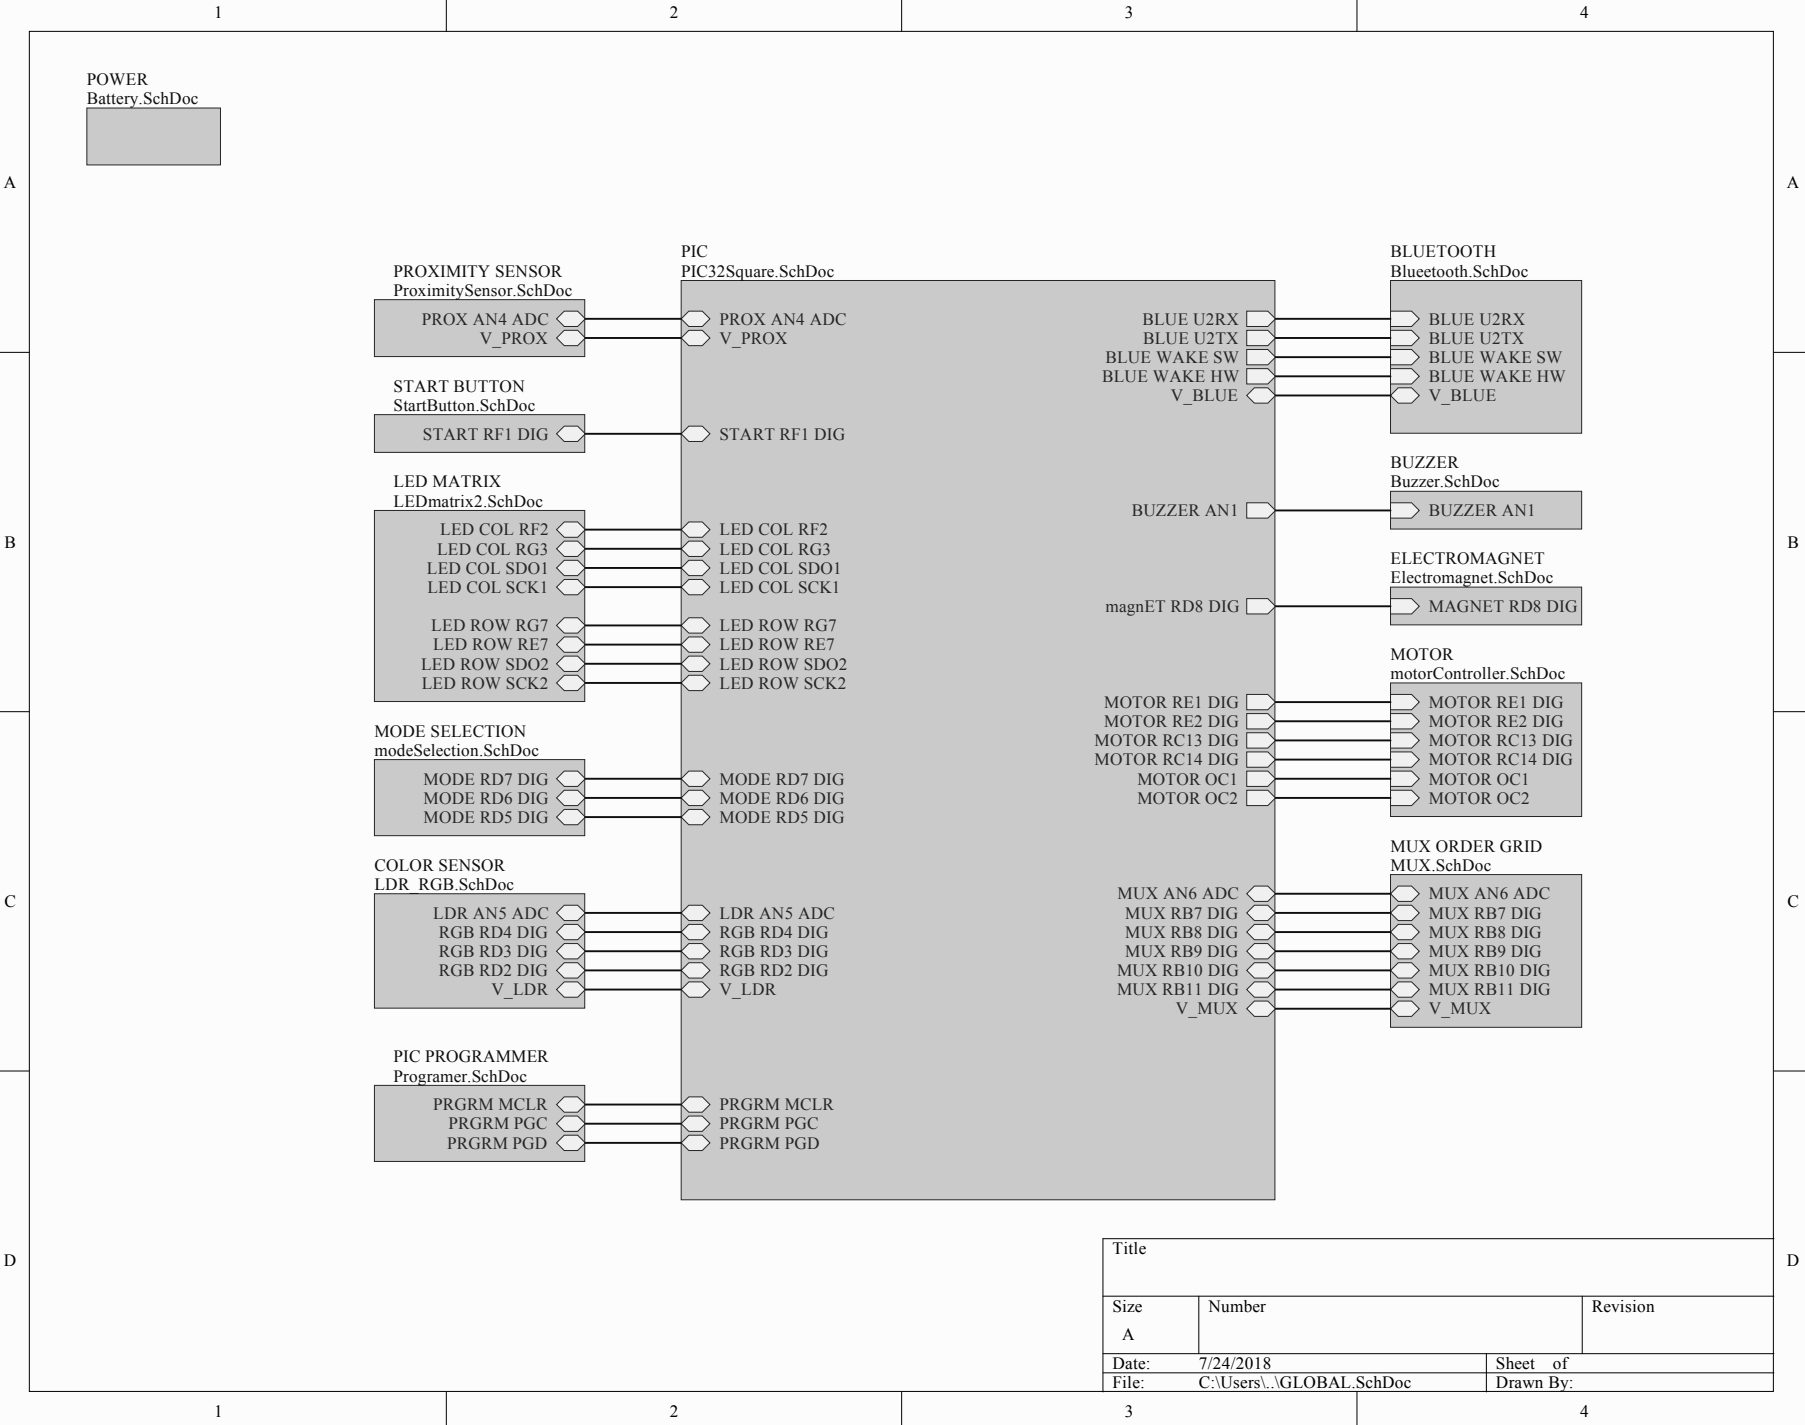 1 2 3 4
POWER
Battery.SchDoc
A A
PROXIMITY SENSOR
ProximitySensor.SchDoc
PROX AN4 ADC
V_PROX
START BUTTON
StartButton.SchDoc
START RF1 DIG
LED MATRIX
LEDmatrix2.SchDoc
LED COL RF2
LED COL RG3
LED COL SDO1
LED COL SCK1
LED ROW RG7
LED ROW RE7
LED ROW SDO2
LED ROW SCK2
MODE SELECTION
modeSelection.SchDoc
MODE RD7 DIG
MODE RD6 DIG
MODE RD5 DIG
COLOR SENSOR
LDR_RGB.SchDoc
LDR AN5 ADC
RGB RD4 DIG
RGB RD3 DIG
RGB RD2 DIG
V_LDR
PIC PROGRAMMER
Programer.SchDoc
PRGRM MCLR
PRGRM PGC
PRGRM PGD
PIC
PIC32Square.SchDoc
PROX AN4 ADC
V_PROX
START RF1 DIG
LED COL RF2
LED COL RG3
LED COL SDO1
LED COL SCK1
LED ROW RG7
LED ROW RE7
LED ROW SDO2
LED ROW SCK2
MODE RD7 DIG
MODE RD6 DIG
MODE RD5 DIG
LDR AN5 ADC
RGB RD4 DIG
RGB RD3 DIG
RGB RD2 DIG
V_LDR
PRGRM MCLR
PRGRM PGC
PRGRM PGD
BLUE U2RX
BLUE U2TX
BLUE WAKE SW
BLUE WAKE HW
V_BLUE
BUZZER AN1
magnET RD8 DIG
MOTOR RE1 DIG
MOTOR RE2 DIG
MOTOR RC13 DIG
MOTOR RC14 DIG
MOTOR OC1
MOTOR OC2
MUX AN6 ADC
MUX RB7 DIG
MUX RB8 DIG
MUX RB9 DIG
MUX RB10 DIG
MUX RB11 DIG
V_MUX
BLUETOOTH
Blueetooth.SchDoc
BLUE U2RX
BLUE U2TX
BLUE WAKE SW
BLUE WAKE HW
V_BLUE
BUZZER
Buzzer.SchDoc
BUZZER AN1
ELECTROMAGNET
Electromagnet.SchDoc
MAGNET RD8 DIG
MOTOR
motorController.SchDoc
MOTOR RE1 DIG
MOTOR RE2 DIG
MOTOR RC13 DIG
MOTOR RC14 DIG
MOTOR OC1
MOTOR OC2
MUX ORDER GRID
MUX.SchDoc
MUX AN6 ADC
MUX RB7 DIG
MUX RB8 DIG
MUX RB9 DIG
MUX RB10 DIG
MUX RB11 DIG
V_MUX
B B
C C
D D
Title
Size Number Revision
A
Date: 7/24/2018 Sheet of
File: C:\Users\..\GLOBAL.SchDoc Drawn By:
1 2 3 4